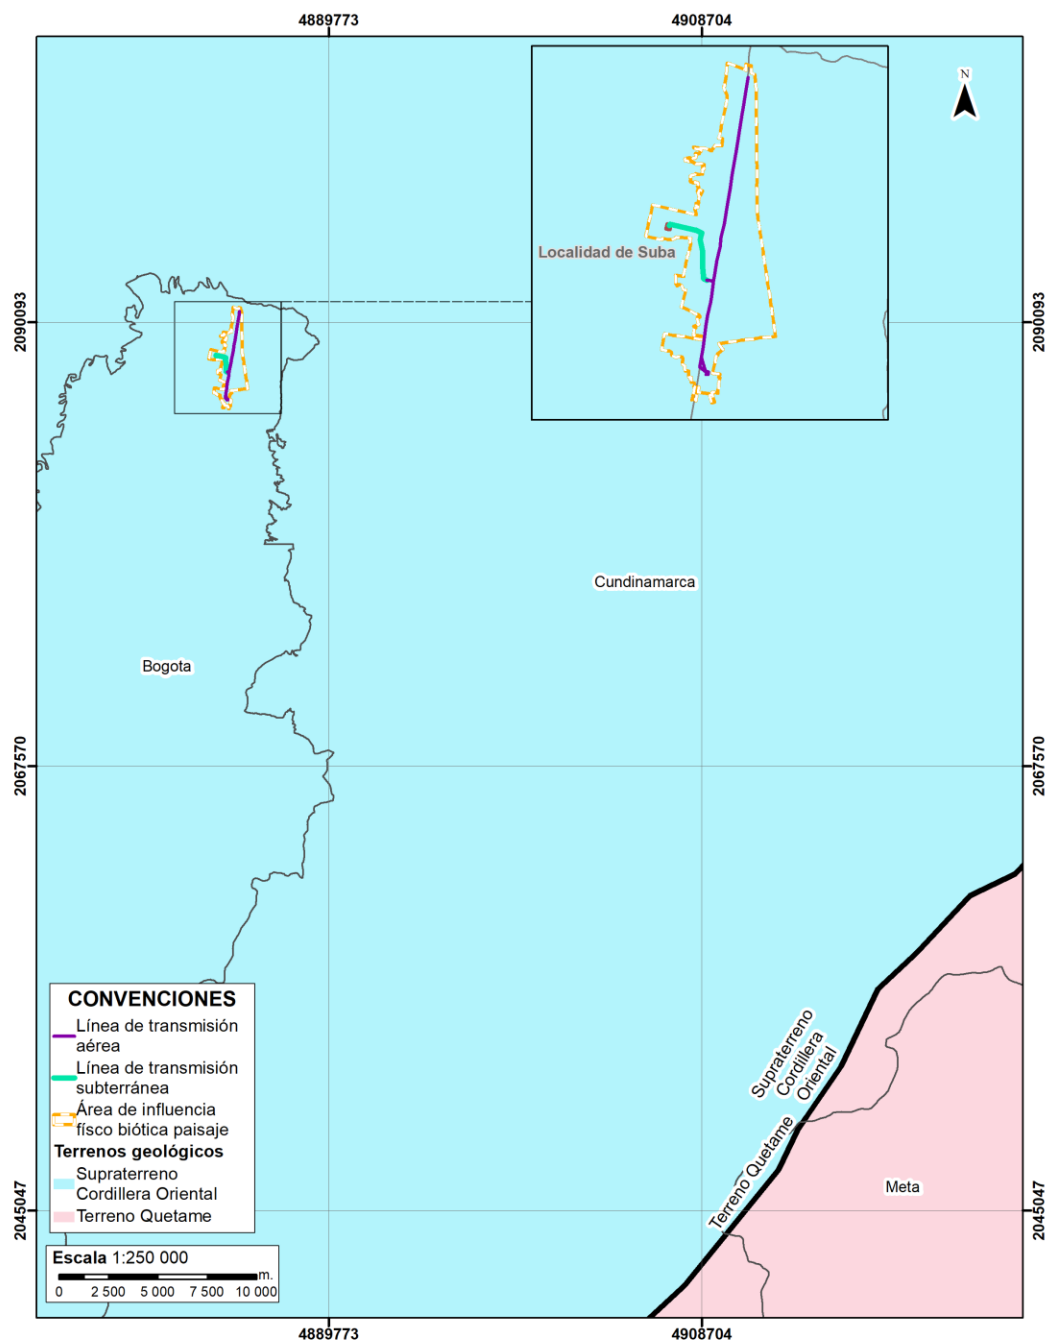 4889773
4908704
N
Localidad de Suba
2090093
2090093
Cundinamarca
Bogota
2067570
2067570
CONVENCIONES
Línea de transmisión
aérea
Línea de transmisión
subterránea
Área de influencia
físco biótica paisaje
Terrenos geológicos
Supraterreno
Cordillera Oriental
Terreno Quetame
Supraterreno
Cordillera
Oriental
Terreno Quetame
Meta
2045047
2045047
Escala 1:250 000
m.
0 2 500 5 000 7 500 10 000
4889773
4908704